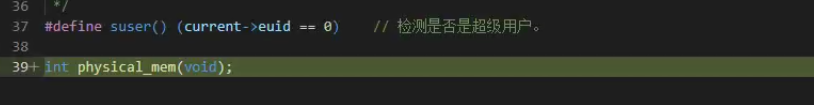 36 */
37 #define suser() (current->euid == 0) // 检测是否是超级用户。
38
39+ int physical_mem(void);